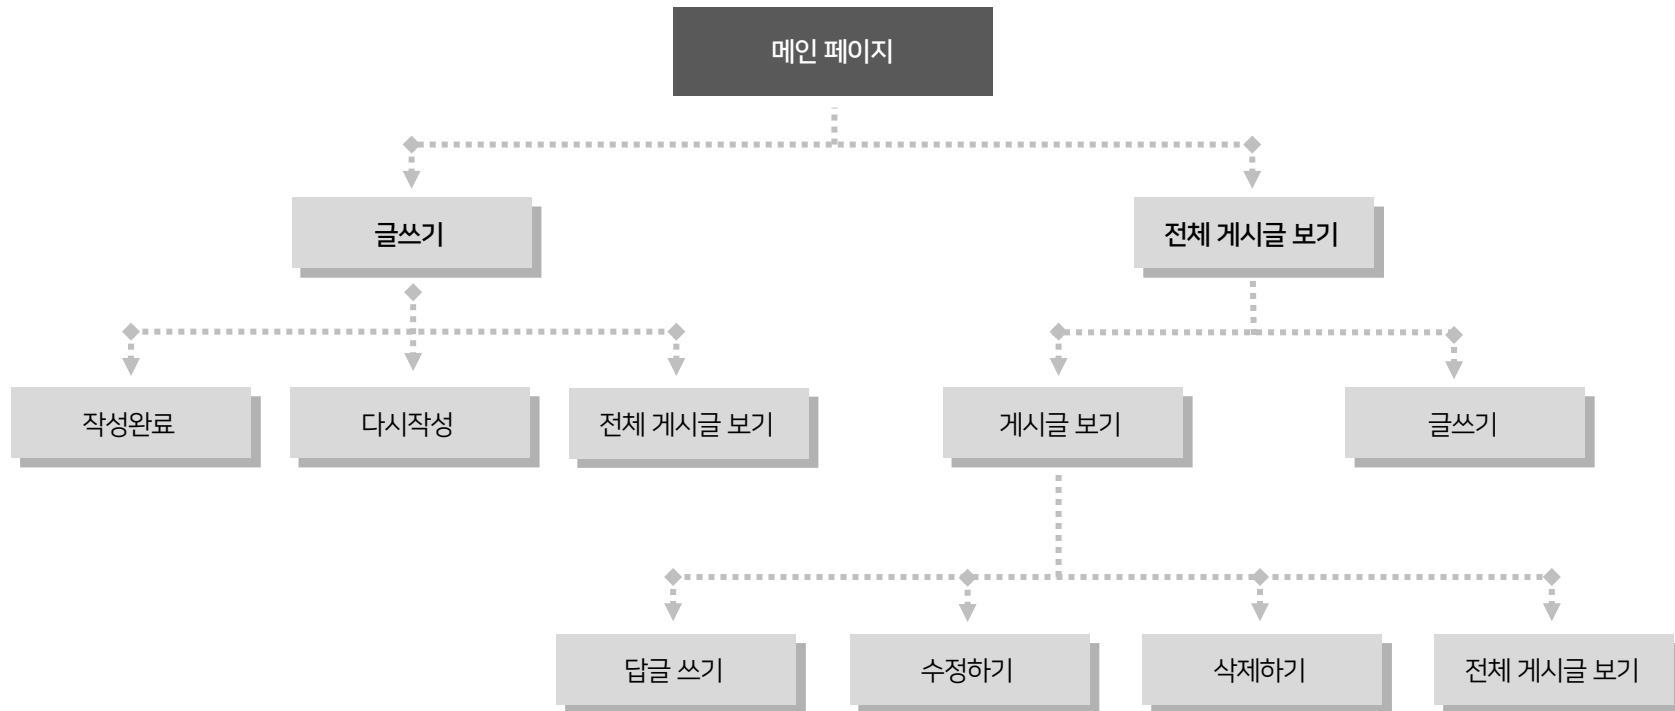 메인 페이지
글쓰기
전체 게시글 보기
작성완료
다시작성
전체 게시글 보기
게시글 보기
글쓰기
답글 쓰기
수정하기
삭제하기
전체 게시글 보기